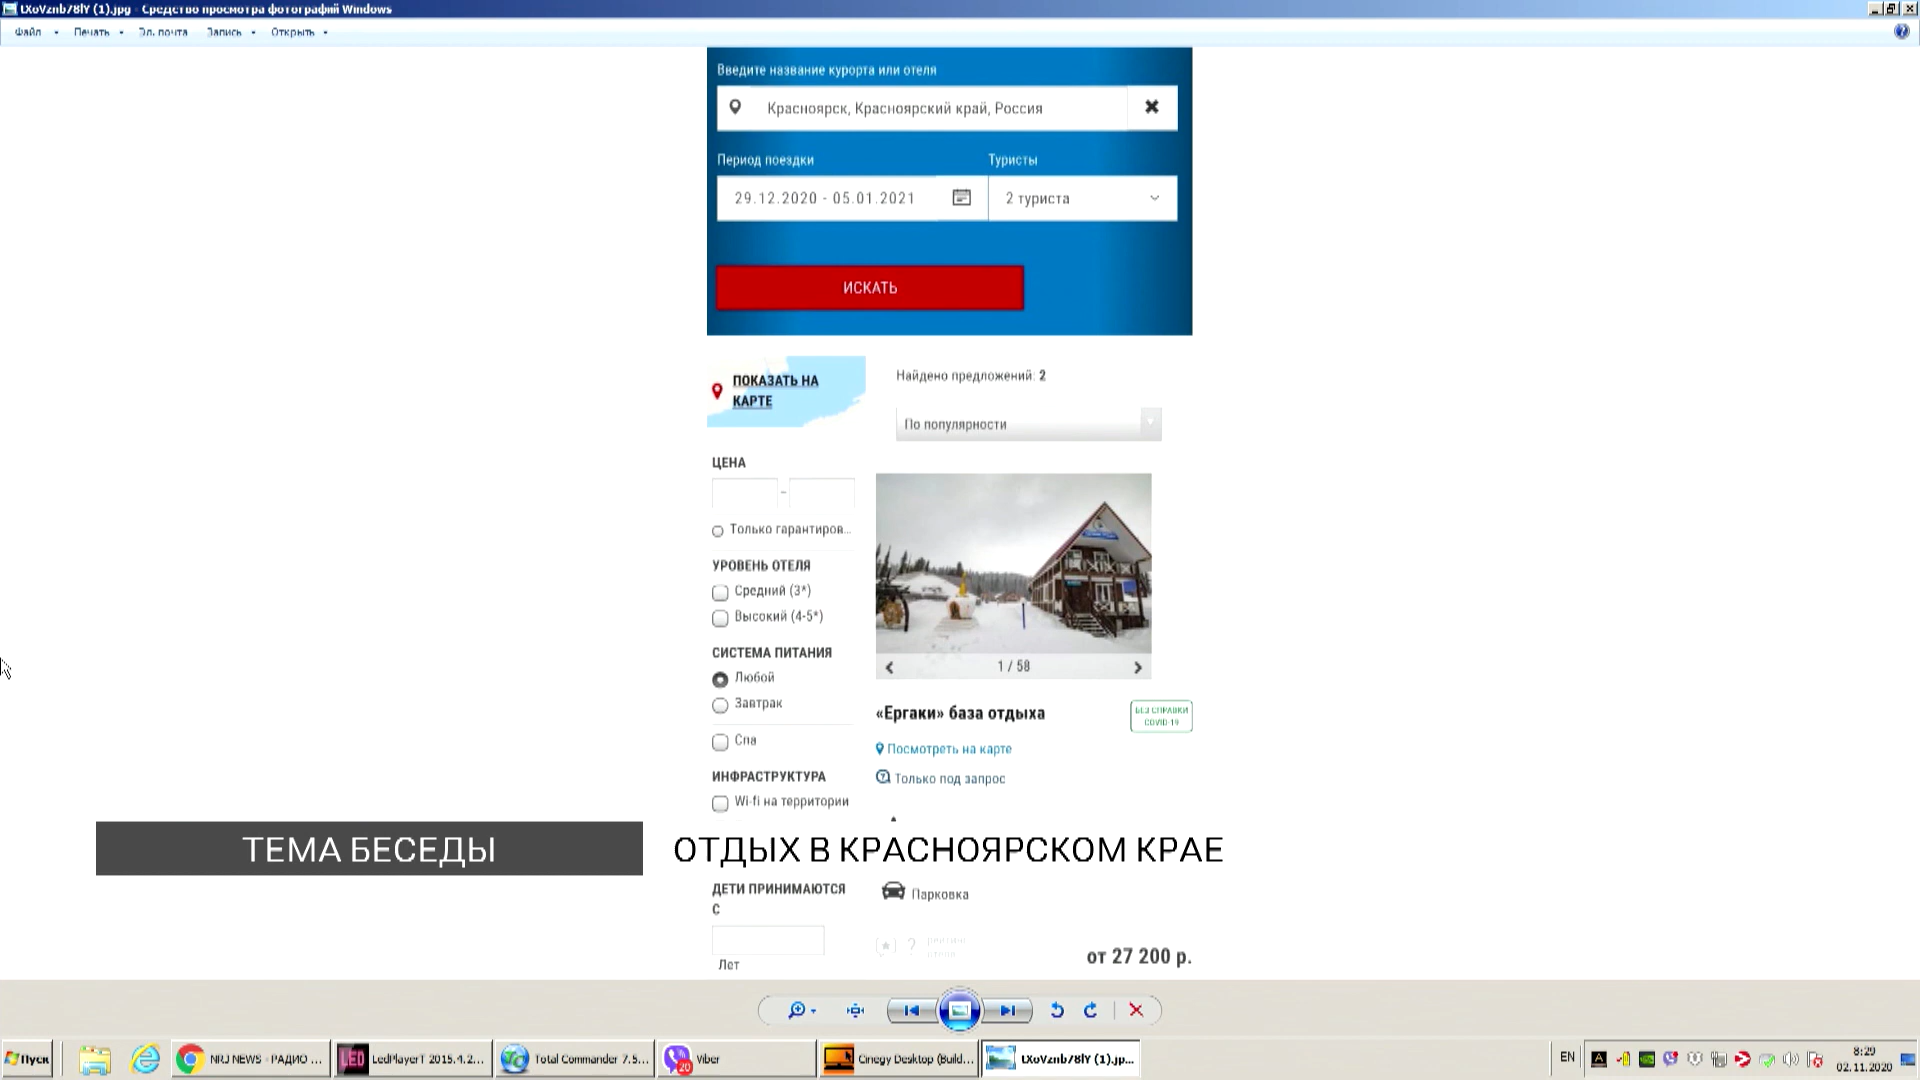 LXoVznb78lY (1).jpg - Средство просмотра фотографий Windows
Файл Печать Эл. почта Запись Открыть
Введите название курорта или отеля
Красноярск, Красноярский край, Россия
Период поездки Туристы
29.12.2020 - 05.01.2021 2 туриста
ИСКАТЬ
ПОКАЗАТЬ НА
КАРТЕ
Найдено предложений: 2
По популярности
ЦЕНА
-
Только гарантиров...
УРОВЕНЬ ОТЕЛЯ
Средний (3*)
Высокий (4-5*)
СИСТЕМА ПИТАНИЯ
Любой
Завтрак
Спа
ИНФРАСТРУКТУРА
Wi-fi на территории
1 / 58
«Ергаки» база отдыха
БЕЗ СПРАВКИ
COVID-19
Посмотреть на карте
Только под запрос
ТЕМА БЕСЕДЫ ОТДЫХ В КРАСНОЯРСКОМ КРАЕ
ДЕТИ ПРИНИМАЮТСЯ
С
Лет
Парковка
?
от 27 200 р.
Пуск NRJ NEWS - РАДИО ... LED LedPlayerT 2015.4.2... Total Commander 7.5... 20 Viber Cinegy Desktop (Build... LXoVznb78lY (1).jp... EN 8:29
02.11.2020